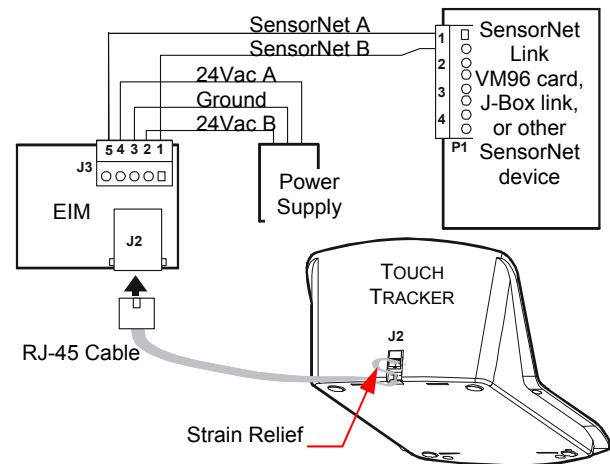 SensorNet A
SensorNet B
24Vac A
Ground
24Vac B
5 4 3 2 1
J3
EIM
J2
Power
Supply
1
2
3
4
P1
SensorNet
Link
VM96 card,
J-Box link,
or other
SensorNet
device
TOUCH
TRACKER
J2
RJ-45 Cable
Strain Relief